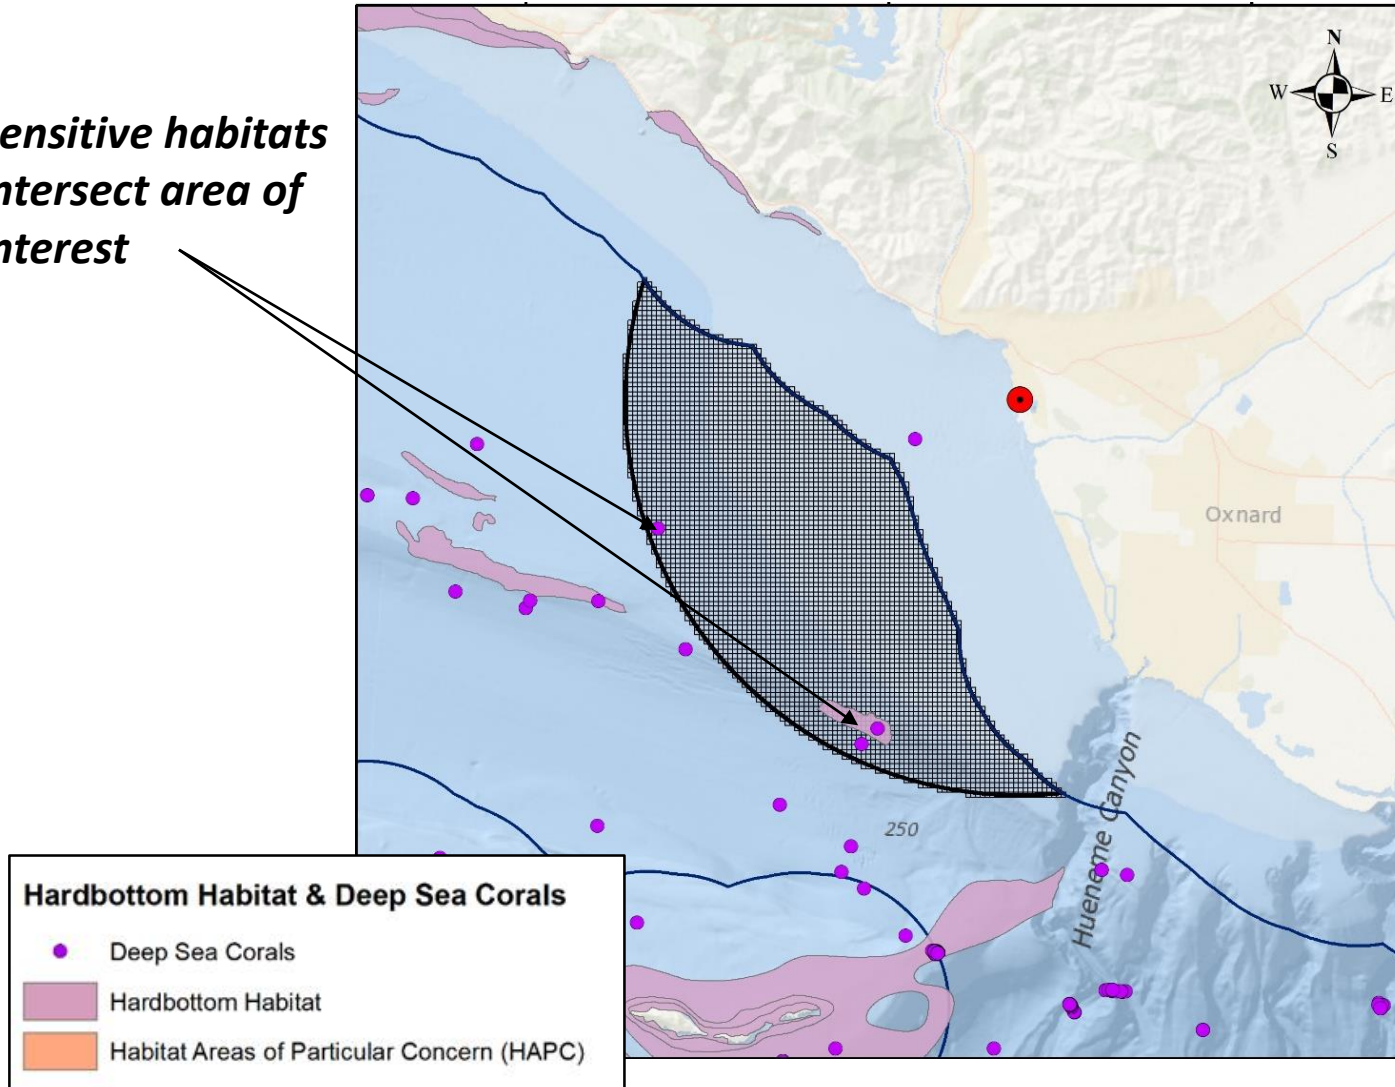 ensitive habitats
ntersect area of
nterest
N
W
E
S
Oxnard
Hueneme Canyon
250
Hardbottom Habitat & Deep Sea Corals
Deep Sea Corals
Hardbottom Habitat
Habitat Areas of Particular Concern (HAPC)